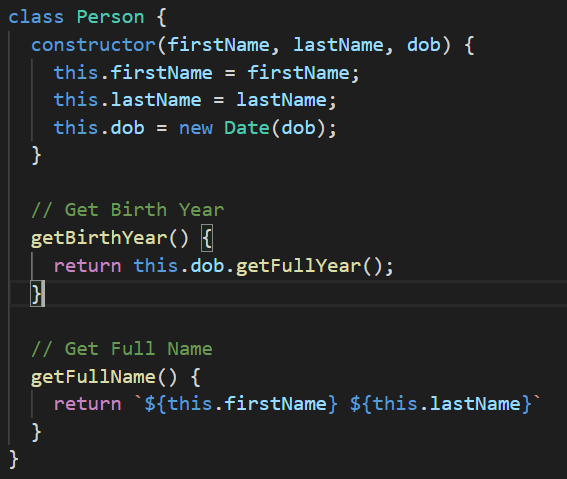 class Person {
  constructor(firstName, lastName, dob) {
    this.firstName = firstName;
    this.lastName = lastName;
    this.dob = new Date(dob);
  }

  // Get Birth Year
  getBirthYear() {
    return this.dob.getFullYear();
  }

  // Get Full Name
  getFullName() {
    return `${this.firstName} ${this.lastName}`
  }
}